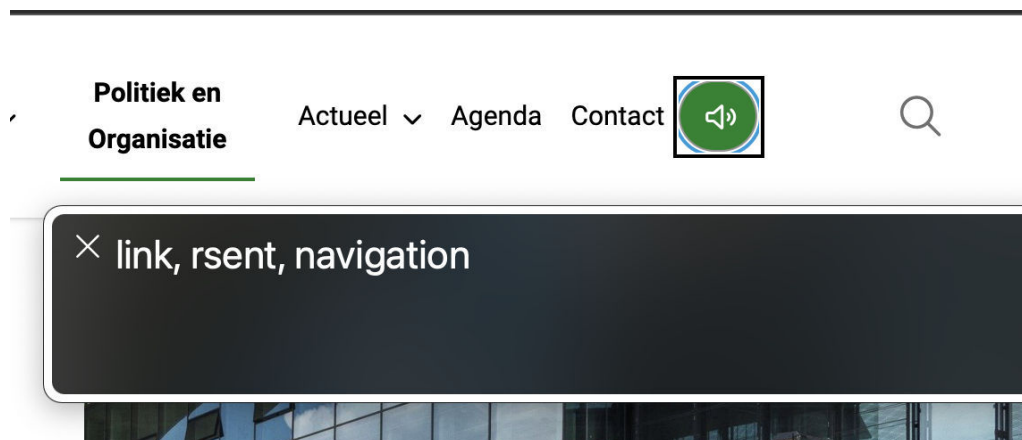 Politiek en
Organisatie
Actueel
Agenda
Contact
link, rsent, navigation